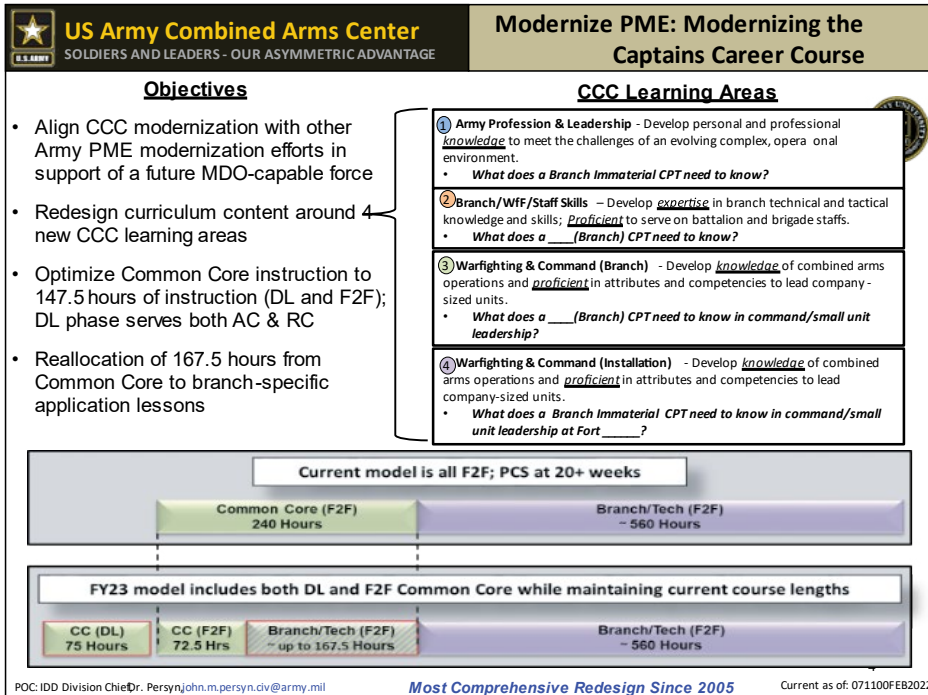 US Army Combined Arms Center
SOLDIERS AND LEADERS - OUR ASYMMETRIC ADVANTAGE
U.S.ARMY
Modernize PME: Modernizing the
Captains Career Course
Objectives
• Align CCC modernization with other
Army PME modernization efforts in
support of a future MDO-capable force
• Redesign curriculum content around 4
new CCC learning areas
• Optimize Common Core instruction to
147.5 hours of instruction (DL and F2F);
DL phase serves both AC & RC
• Reallocation of 167.5 hours from
Common Core to branch-specific
application lessons
CCC Learning Areas
1 Army Profession & Leadership - Develop personal and professional
knowledge to meet the challenges of an evolving complex, opera onal
environment.
• What does a Branch Immaterial CPT need to know?
2 Branch/WfF/Staff Skills – Develop expertise in branch technical and tactical
knowledge and skills; Proficient to serve on battalion and brigade staffs.
• What does a ____(Branch) CPT need to know?
3 Warfighting & Command (Branch) - Develop knowledge of combined arms
operations and proficient in attributes and competencies to lead company -
sized units.
• What does a ____(Branch) CPT need to know in command/small unit
leadership?
4 Warfighting & Command (Installation) - Develop knowledge of combined
arms operations and proficient in attributes and competencies to lead
company-sized units.
• What does a Branch Immaterial CPT need to know in command/small
unit leadership at Fort ______?
Current model is all F2F; PCS at 20+ weeks
Common Core (F2F)
240 Hours
Branch/Tech (F2F)
~ 560 Hours
FY23 model includes both DL and F2F Common Core while maintaining current course lengths
CC (DL)
75 Hours
CC (F2F)
72.5 Hrs
Branch/Tech (F2F)
~ up to 167.5 Hours
Branch/Tech (F2F)
~ 560 Hours
POC: IDD Division Chief, Dr. Persyn, john.m.persyn.civ@army.mil
Most Comprehensive Redesign Since 2005
Current as of: 071100FEB2022